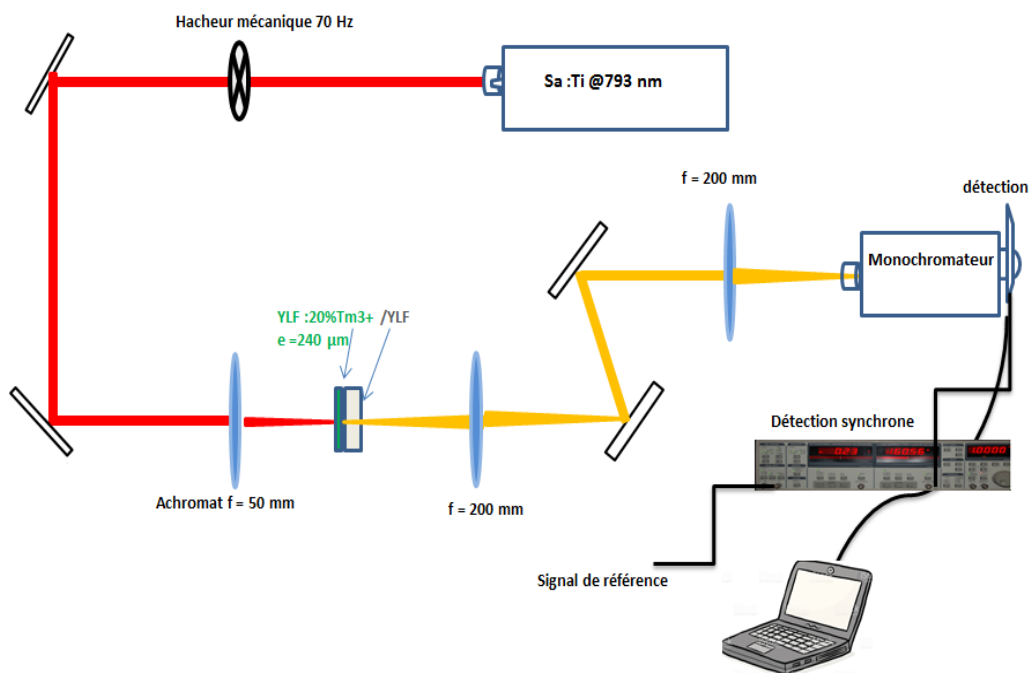 Hacheur mécanique 70 Hz
Sa :Ti @793 nm
f = 200 mm
détection
Monochromateur
YLF :20%Tm3+ /YLF
e =240 µm
Détection synchrone
Achromat f = 50 mm
f = 200 mm
Signal de référence